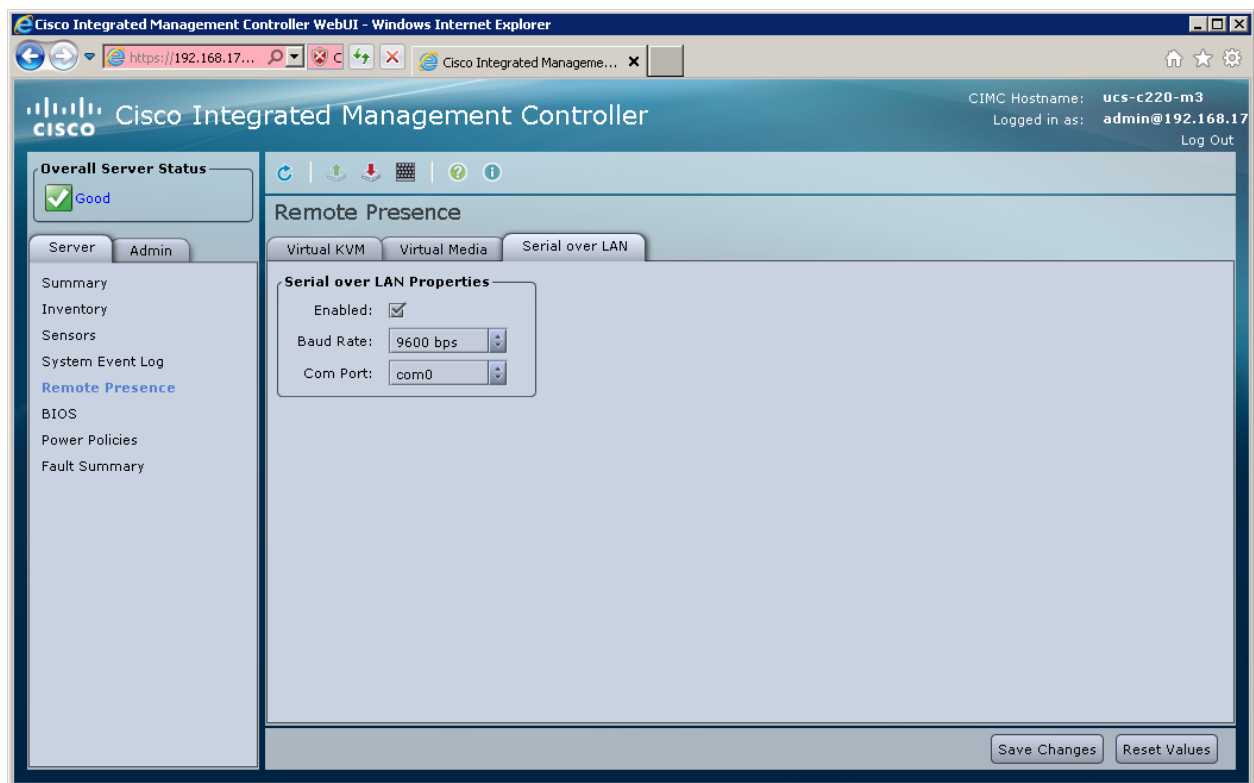 Cisco Integrated Management Controller WebUI - Windows Internet Explorer
https://192.168.17... Cisco Integrated Manageme...
CISCO Cisco Integrated Management Controller
CIMC Hostname: ucs-c220-m3
Logged in as: admin@192.168.17
Log Out
Overall Server Status
Good
Remote Presence
Server Admin
Virtual KVM Virtual Media Serial over LAN
Summary
Inventory
Sensors
System Event Log
Remote Presence
BIOS
Power Policies
Fault Summary
Serial over LAN Properties
Enabled:
Baud Rate: 9600 bps
Com Port: com0
Save Changes Reset Values